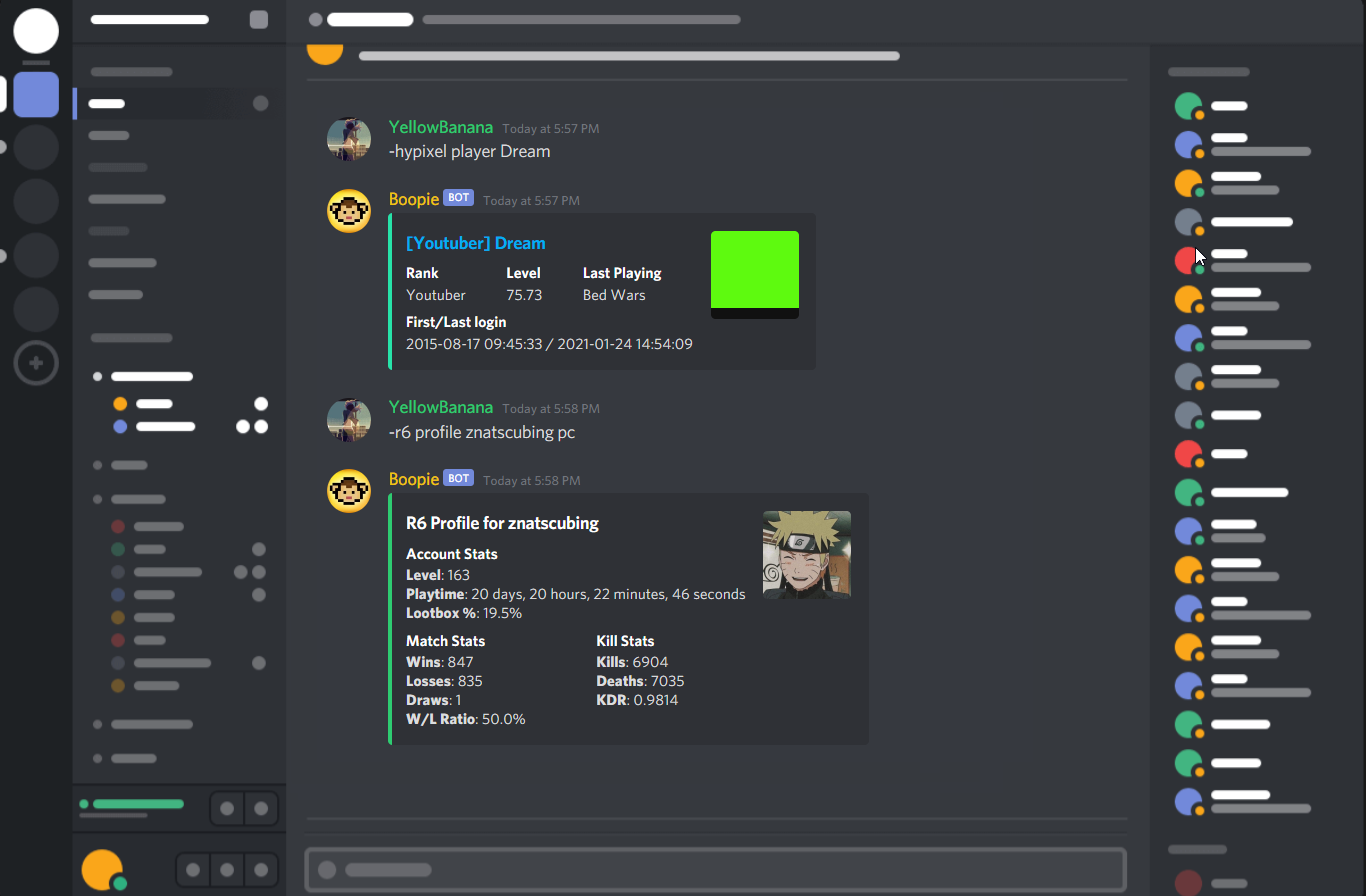 YellowBanana Today at 5:57 PM
-hypixel player Dream
Boopie BOT Today at 5:57 PM
[Youtuber] Dream
Rank Level Last Playing
Youtuber 75.73 Bed Wars
First/Last login
2015-08-17 09:45:33 / 2021-01-24 14:54:09
YellowBanana Today at 5:58 PM
-r6 profile znatscubing pc
Boopie BOT Today at 5:58 PM
R6 Profile for znatscubing
Account Stats
Level: 163
Playtime: 20 days, 20 hours, 22 minutes, 46 seconds
Lootbox %: 19.5%
Match Stats Kill Stats
Wins: 847 Kills: 6904
Losses: 835 Deaths: 7035
Draws: 1 KDR: 0.9814
W/L Ratio: 50.0%